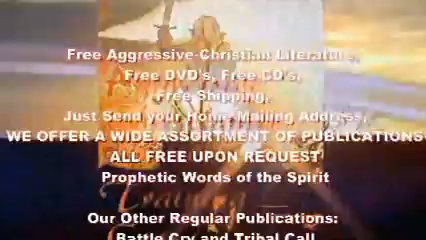 Free Aggressive Christian Literature,
Free DVD's, Free CD's,
Free Shipping,
Just Send your Home Mailing Address,
WE OFFER A WIDE ASSORTMENT OF PUBLICATIONS
ALL FREE UPON REQUEST
Prophetic Words of the Spirit
Our Other Regular Publications:
Battle Cry and Tribal Call